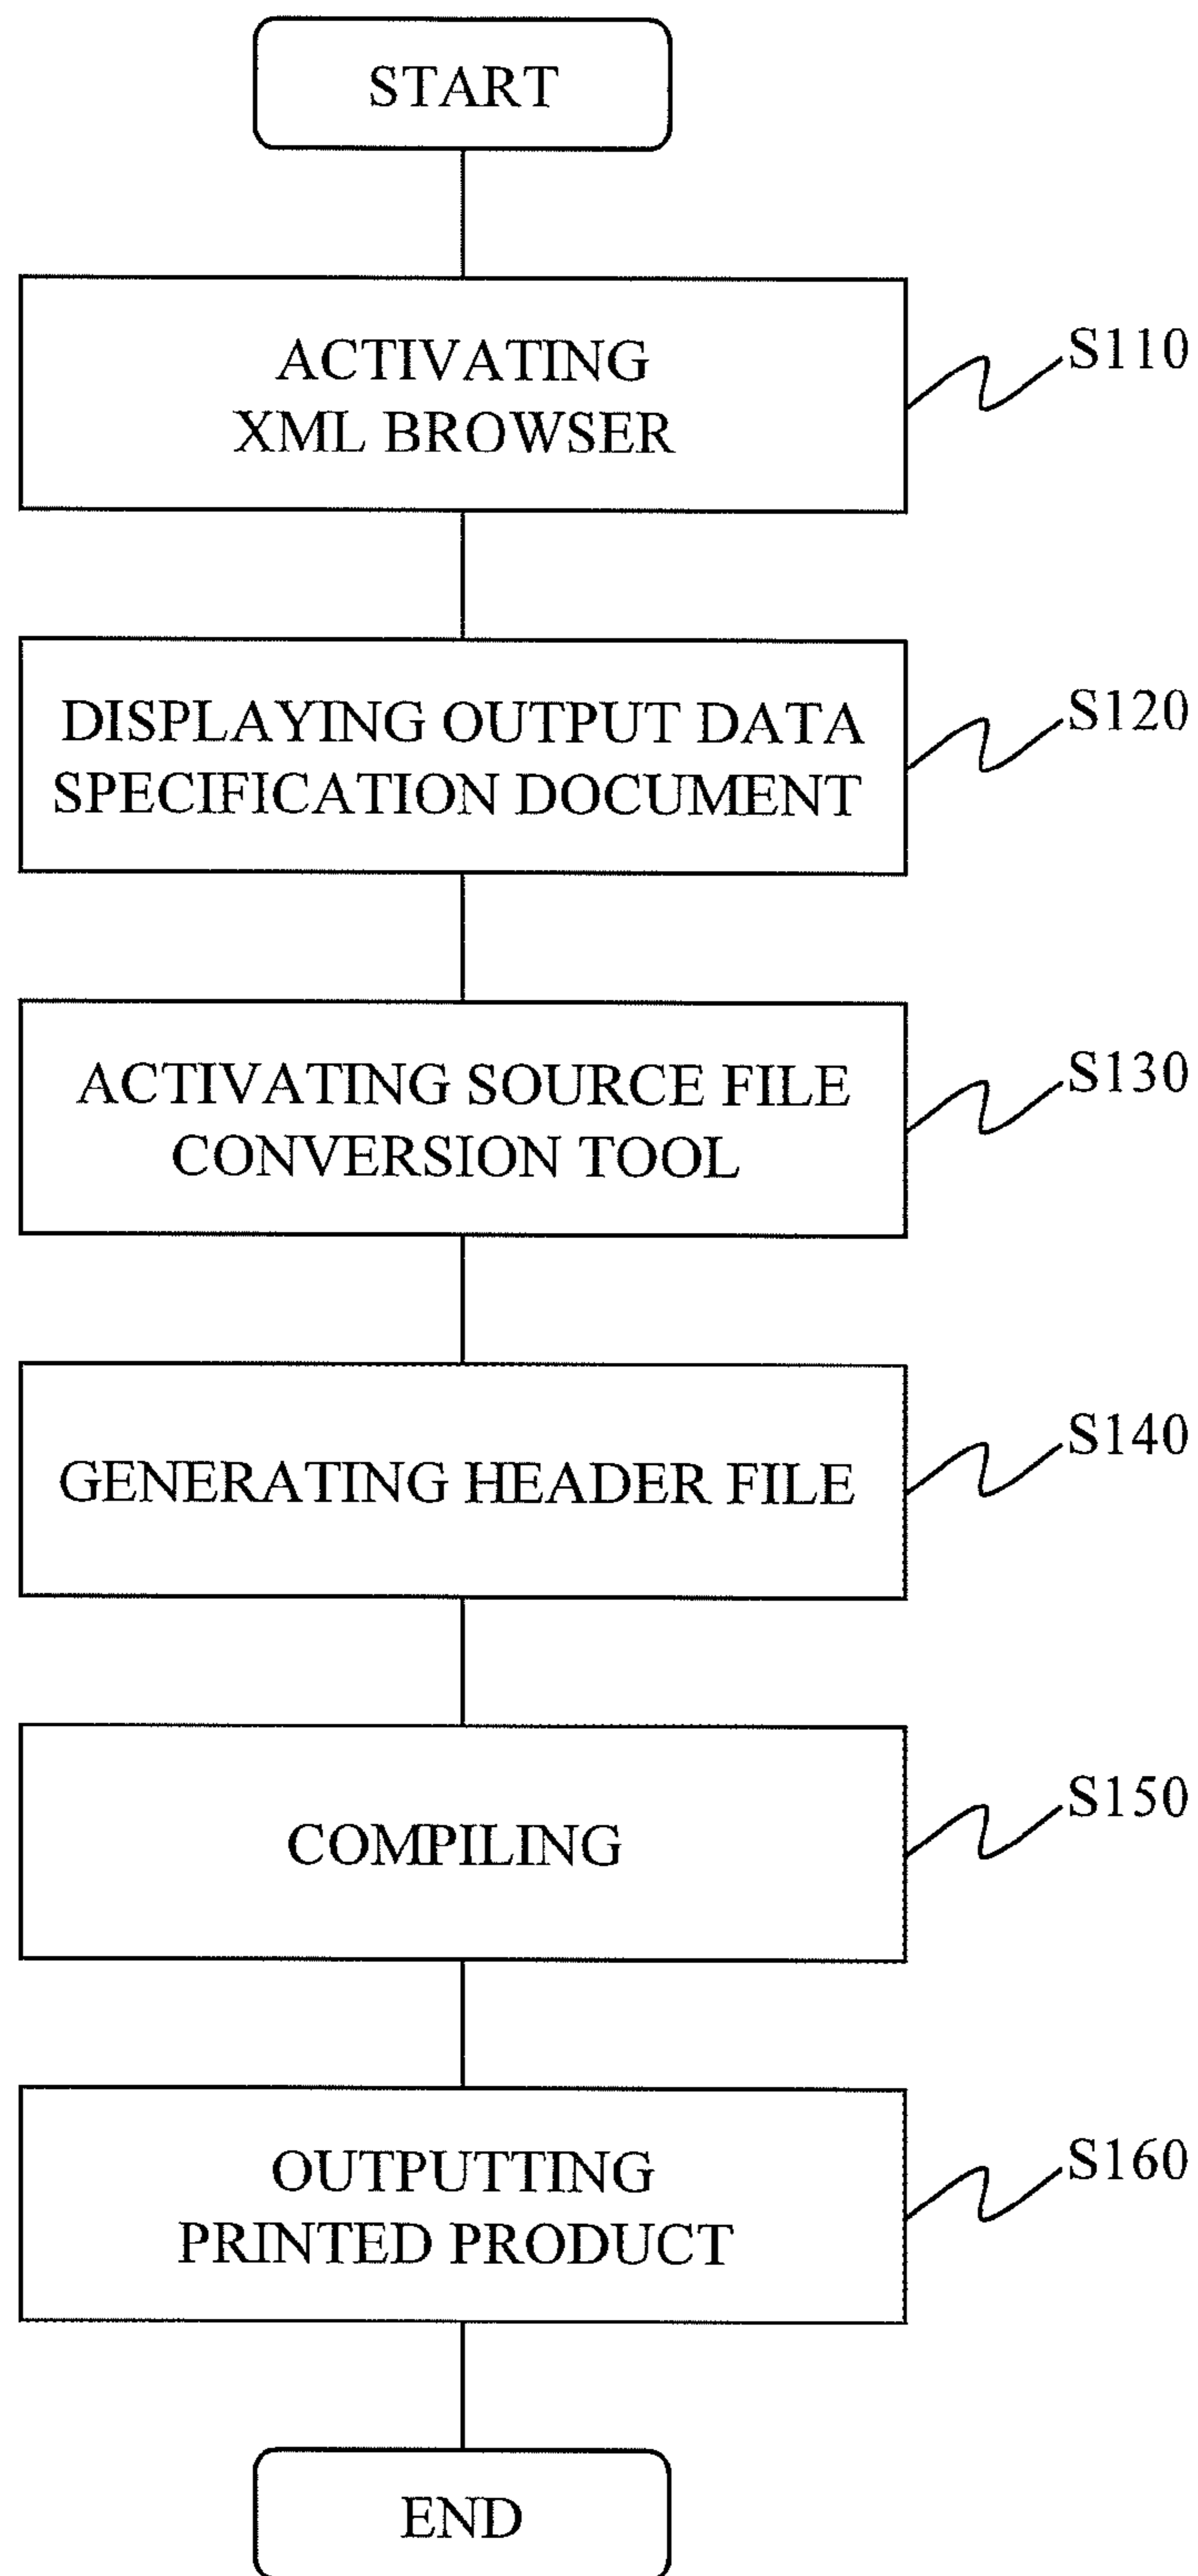 START
ACTIVATING
XML BROWSER
S110
DISPLAYING OUTPUT DATA
SPECIFICATION DOCUMENT
S120
ACTIVATING SOURCE FILE
CONVERSION TOOL
S130
GENERATING HEADER FILE
S140
COMPILING
S150
OUTPUTTING
PRINTED PRODUCT
S160
END